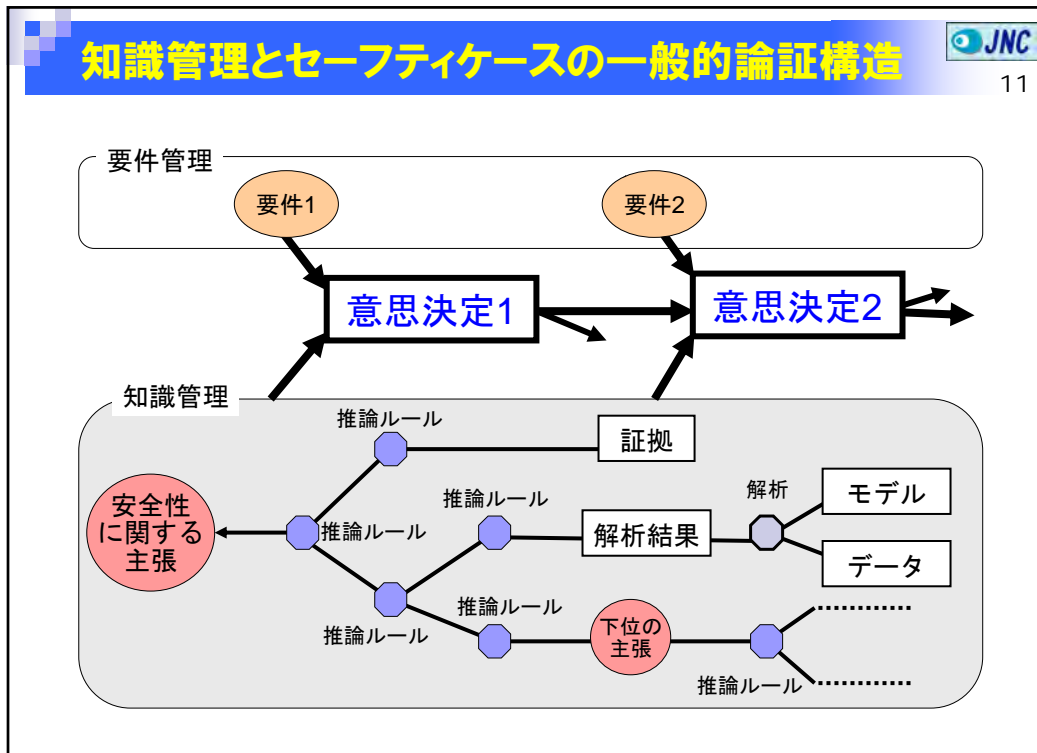 知識管理とセーフティケースの一般的論証構造
JNC
11
要件管理
要件1
要件2
意思決定1
意思決定2
知識管理
推論ルール
証拠
推論ルール
解析
モデル
安全性
に関する
主張
推論ルール
解析結果
データ
推論ルール
推論ルール
下位の
主張
推論ルール